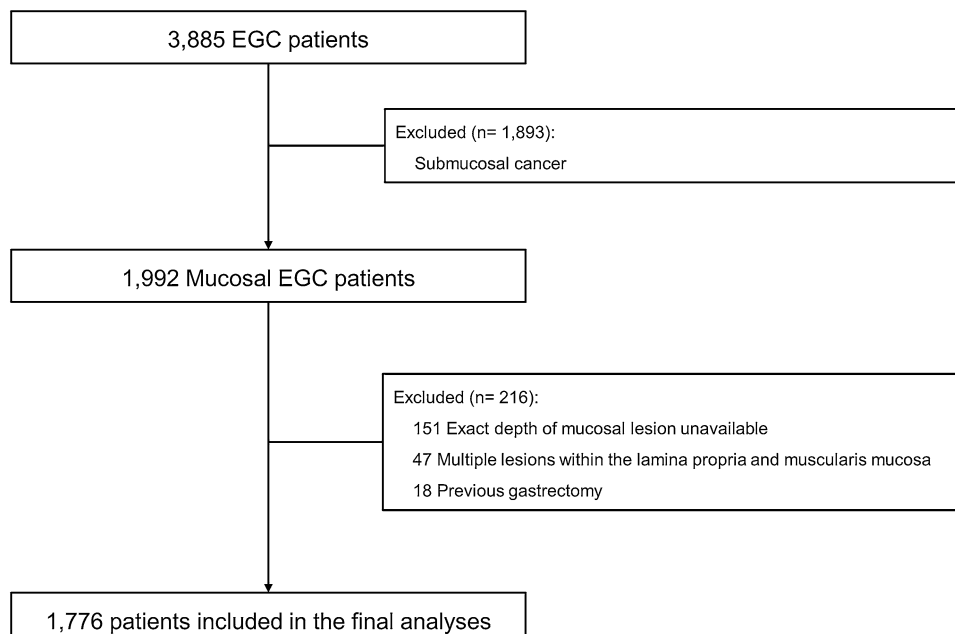 3,885 EGC patients
Excluded (n= 1,893):
Submucosal cancer
1,992 Mucosal EGC patients
Excluded (n= 216):
151 Exact depth of mucosal lesion unavailable
47 Multiple lesions within the lamina propria and muscularis mucosa
18 Previous gastrectomy
1,776 patients included in the final analyses